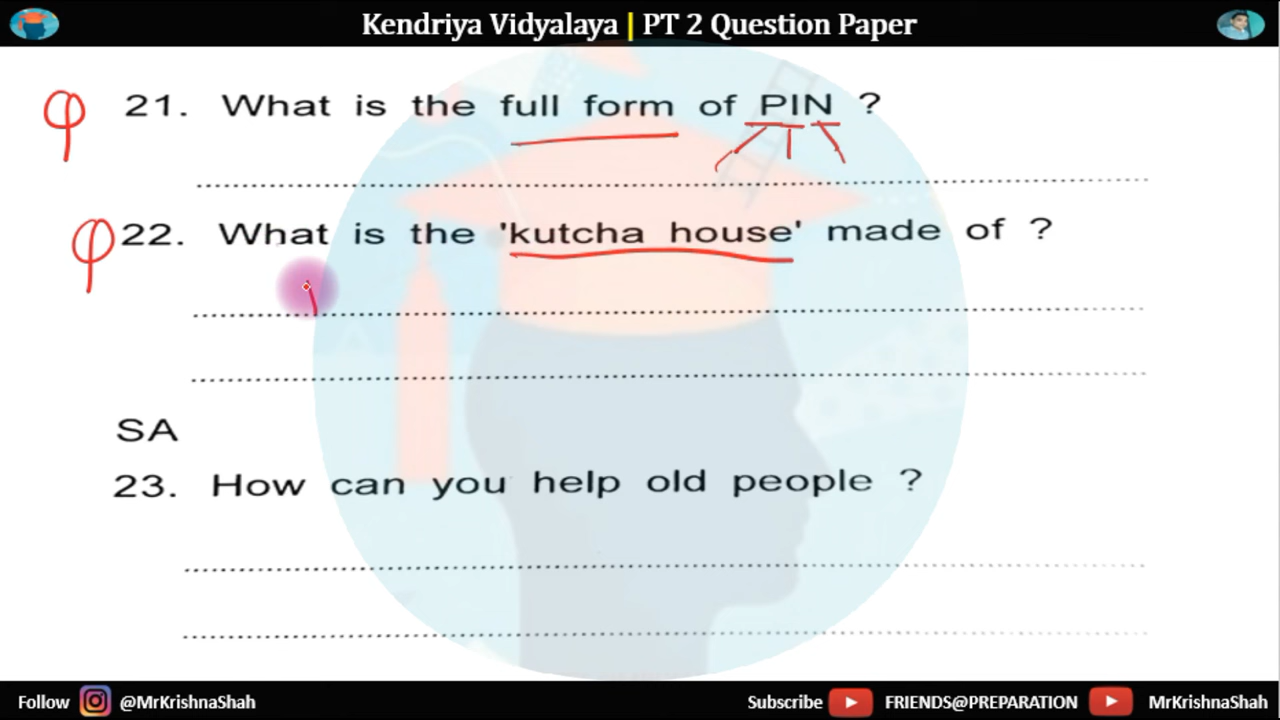 Kendriya Vidyalaya | PT 2 Question Paper
21. What is the full form of PIN ?
22. What is the 'kutcha house' made of ?
SA
23. How can you help old people ?
Follow @MrKrishnaShah Subscribe FRIENDS@PREPARATION MrKrishnaShah